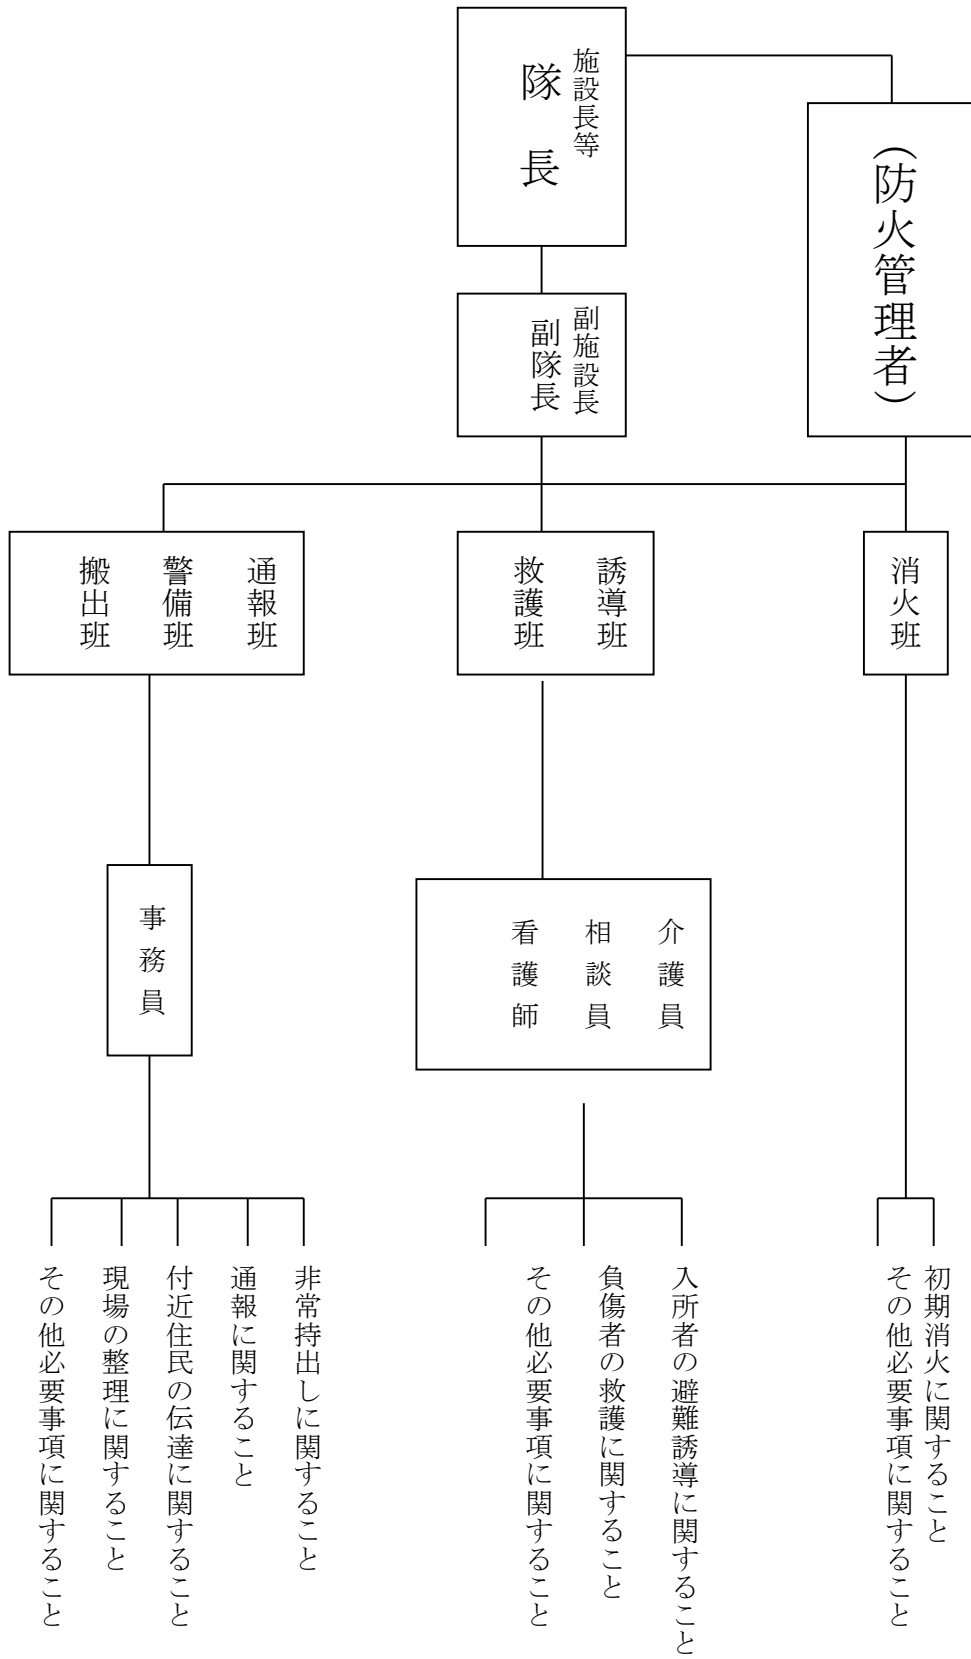 (防火管理者)
施設長等
隊長
副施設長
副隊長
消火班
誘導班
救護班
通報班
警備班
搬出班
介護員
相談員
看護師
事務員
初期消火に関すること
その他必要事項に関すること
入所者の避難誘導に関すること
負傷者の救護に関すること
その他必要事項に関すること
非常持出しに関すること
通報に関すること
付近住民の伝達に関すること
現場の整理に関すること
その他必要事項に関すること